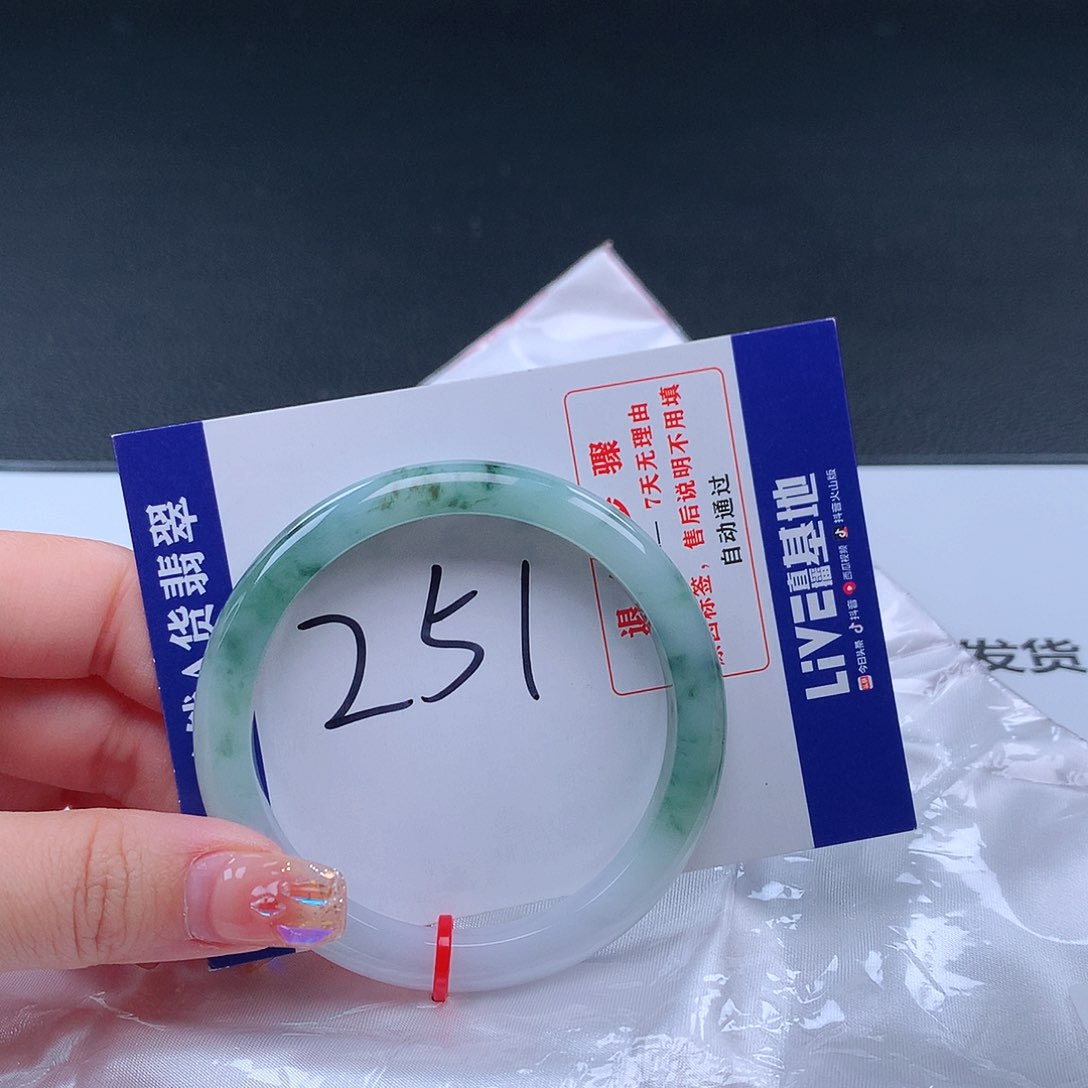 货翡翠
251
骤
7天无理由
售后说明不用填
自动通过
LiVE直播基地
今日头条 抖音 西瓜视频 抖音火山版
发货